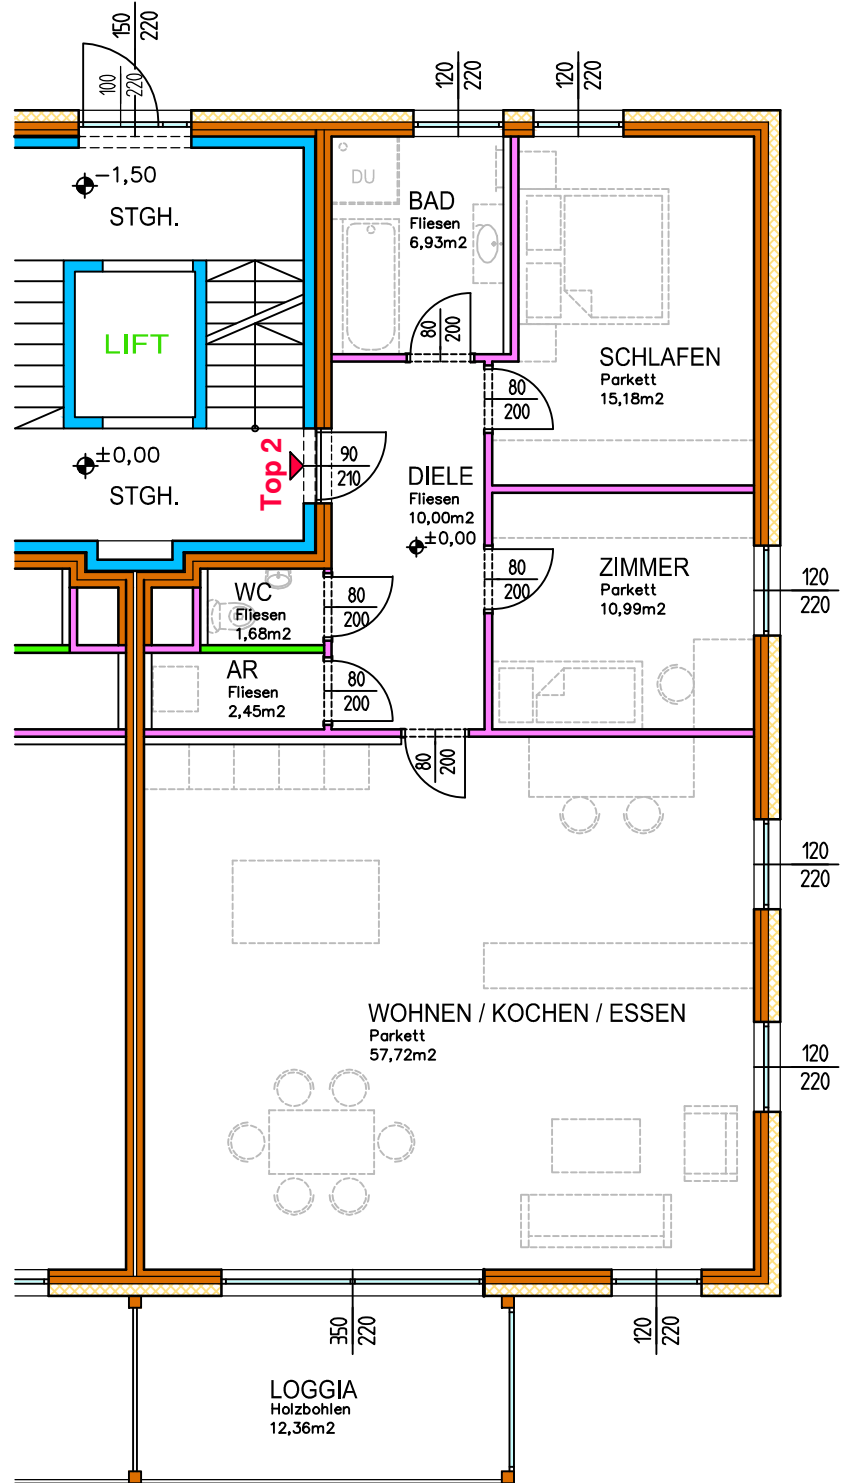 150
220
100
220
120
220
120
220
-1,50
STGH.
DU
BAD
Fliesen
6,93m2
LIFT
80
200
SCHLAFEN
Parkett
15,18m2
80
200
±0,00
STGH.
Top 2
90
210
DIELE
Fliesen
10,00m2
±0,00
ZIMMER
Parkett
10,99m2
80
200
120
220
WC
Fliesen
1,68m2
80
200
AR
Fliesen
2,45m2
80
200
80
200
120
220
WOHNEN / KOCHEN / ESSEN
Parkett
57,72m2
120
220
350
220
120
220
LOGGIA
Holzbohlen
12,36m2